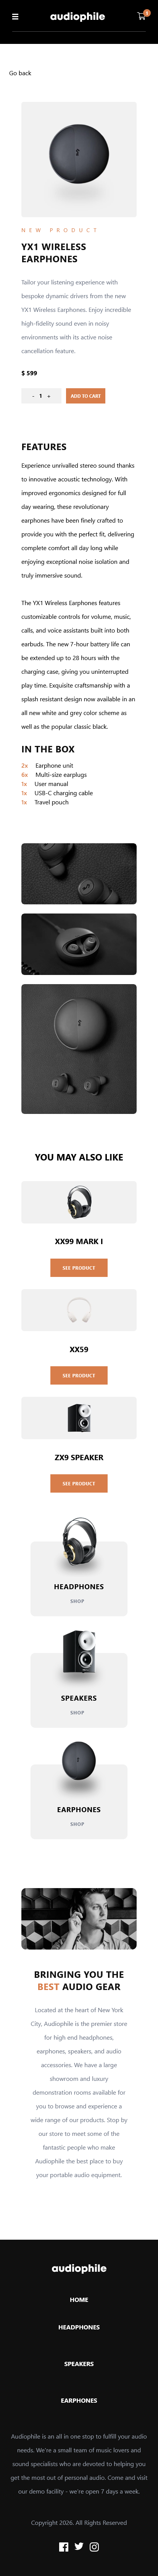 audiophile
Go back
NEW PRODUCT
YX1 WIRELESS
EARPHONES
Tailor your listening experience with
bespoke dynamic drivers from the new
YX1 Wireless Earphones. Enjoy incredible
high-fidelity sound even in noisy
environments with its active noise
cancellation feature.
$ 599
- 1 +
ADD TO CART
FEATURES
Experience unrivalled stereo sound thanks
to innovative acoustic technology. With
improved ergonomics designed for full
day wearing, these revolutionary
earphones have been finely crafted to
provide you with the perfect fit, delivering
complete comfort all day long while
enjoying exceptional noise isolation and
truly immersive sound.
The YX1 Wireless Earphones features
customizable controls for volume, music,
calls, and voice assistants built into both
earbuds. The new 7-hour battery life can
be extended up to 28 hours with the
charging case, giving you uninterrupted
play time. Exquisite craftsmanship with a
splash resistant design now available in an
all new white and grey color scheme as
well as the popular classic black.
IN THE BOX
2x Earphone unit
6x Multi-size earplugs
1x User manual
1x USB-C charging cable
1x Travel pouch
YOU MAY ALSO LIKE
XX99 MARK I
SEE PRODUCT
XX59
SEE PRODUCT
ZX9 SPEAKER
SEE PRODUCT
HEADPHONES
SHOP
SPEAKERS
SHOP
EARPHONES
SHOP
BRINGING YOU THE
BEST AUDIO GEAR
Located at the heart of New York
City, Audiophile is the premier store
for high end headphones,
earphones, speakers, and audio
accessories. We have a large
showroom and luxury
demonstration rooms available for
you to browse and experience a
wide range of our products. Stop by
our store to meet some of the
fantastic people who make
Audiophile the best place to buy
your portable audio equipment.
audiophile
HOME
HEADPHONES
SPEAKERS
EARPHONES
Audiophile is an all in one stop to fulfill your audio
needs. We're a small team of music lovers and
sound specialists who are devoted to helping you
get the most out of personal audio. Come and visit
our demo facility - we're open 7 days a week.
Copyright 2022. All Rights Reserved